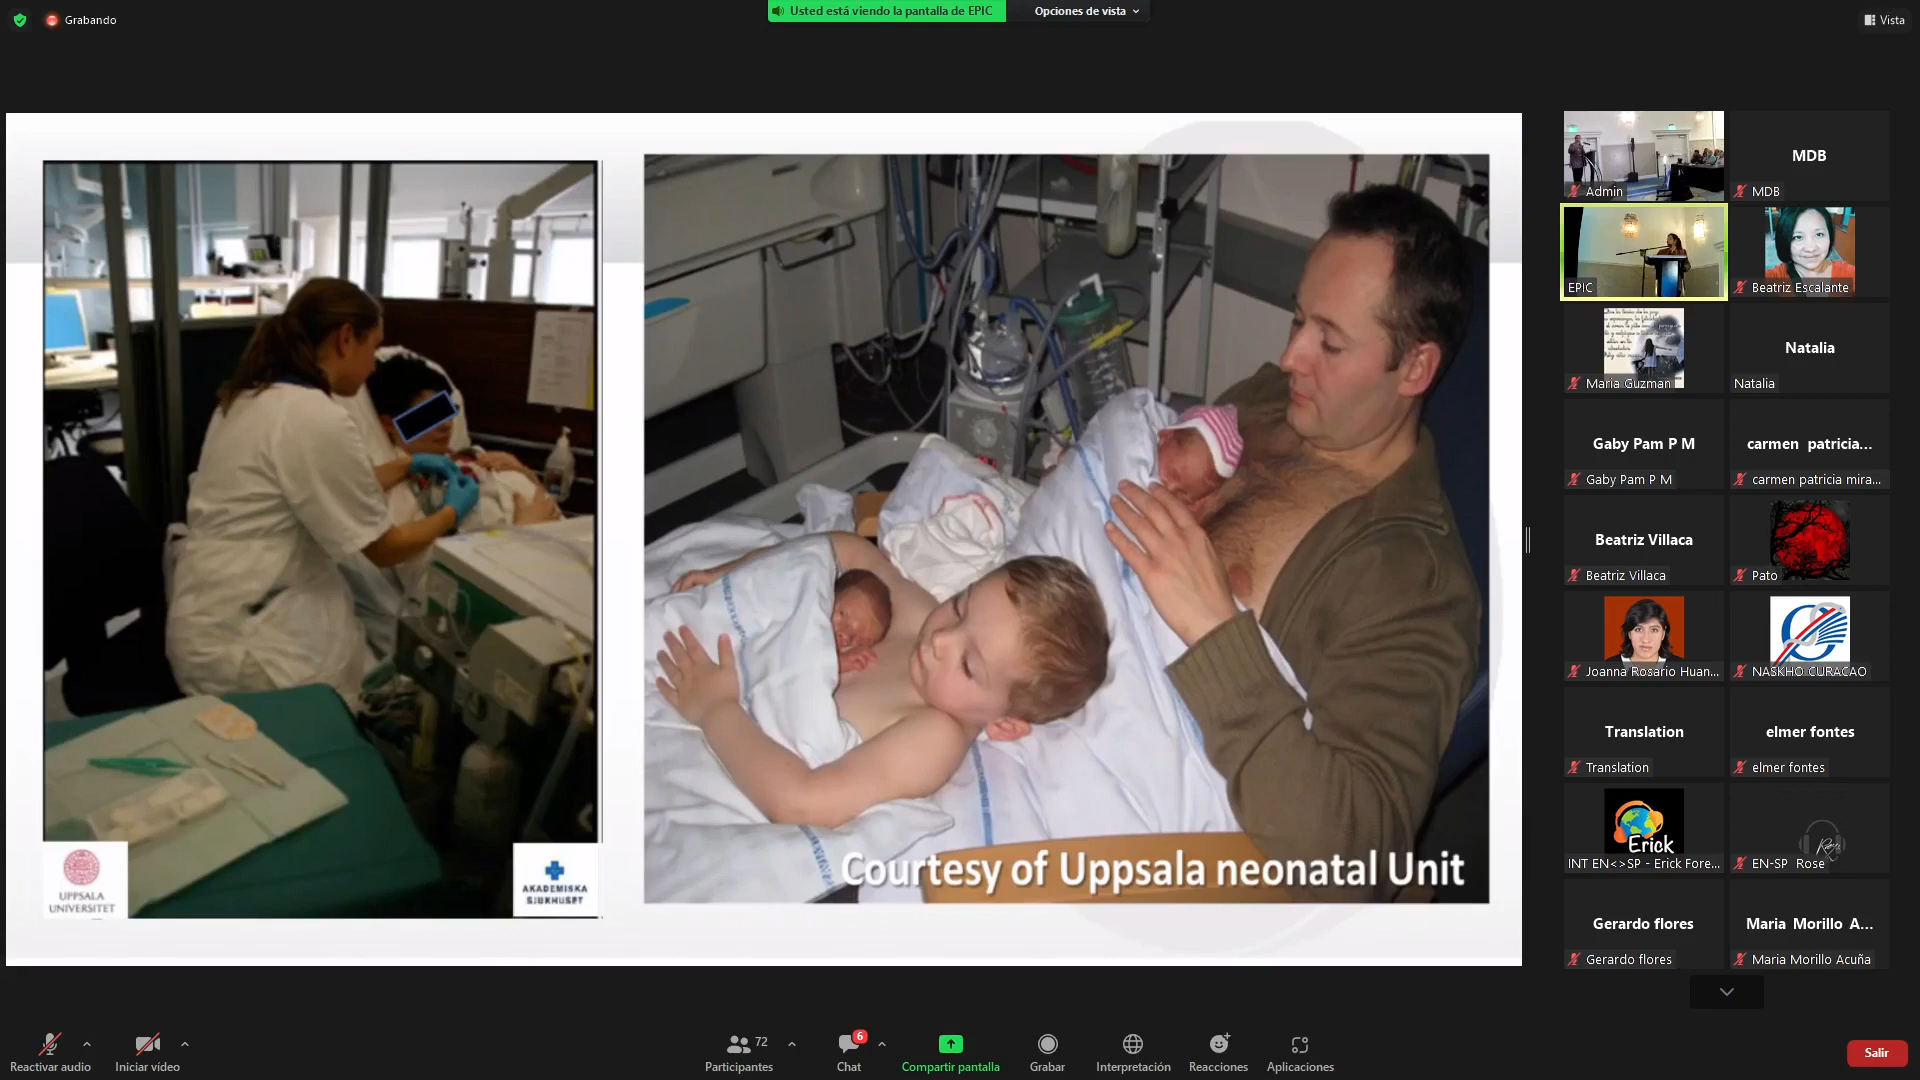 Grabando
Usted está viendo la pantalla de EPIC
Opciones de vista
Vista
UPPSALA
UNIVERSITET
AKADEMISKA
SJUKHUSET
Courtesy of Uppsala neonatal Unit
Admin
MDB
MDB
EPIC
Beatriz Escalante
Maria Guzman
Natalia
Natalia
Gaby Pam P M
Gaby Pam P M
carmen patricia...
carmen patricia mira...
Beatriz Villaca
Beatriz Villaca
Pato
Joanna Rosario Huan...
NASKHO CURACAO
Translation
Translation
elmer fontes
elmer fontes
Erick
INT EN<>SP - Erick Fore...
EN-SP Rose
Gerardo flores
Gerardo flores
Maria Morillo A...
Maria Morillo Acuña
Reactivar audio
Iniciar vídeo
72
Participantes
6
Chat
Compartir pantalla
Grabar
Interpretación
Reacciones
Aplicaciones
Salir